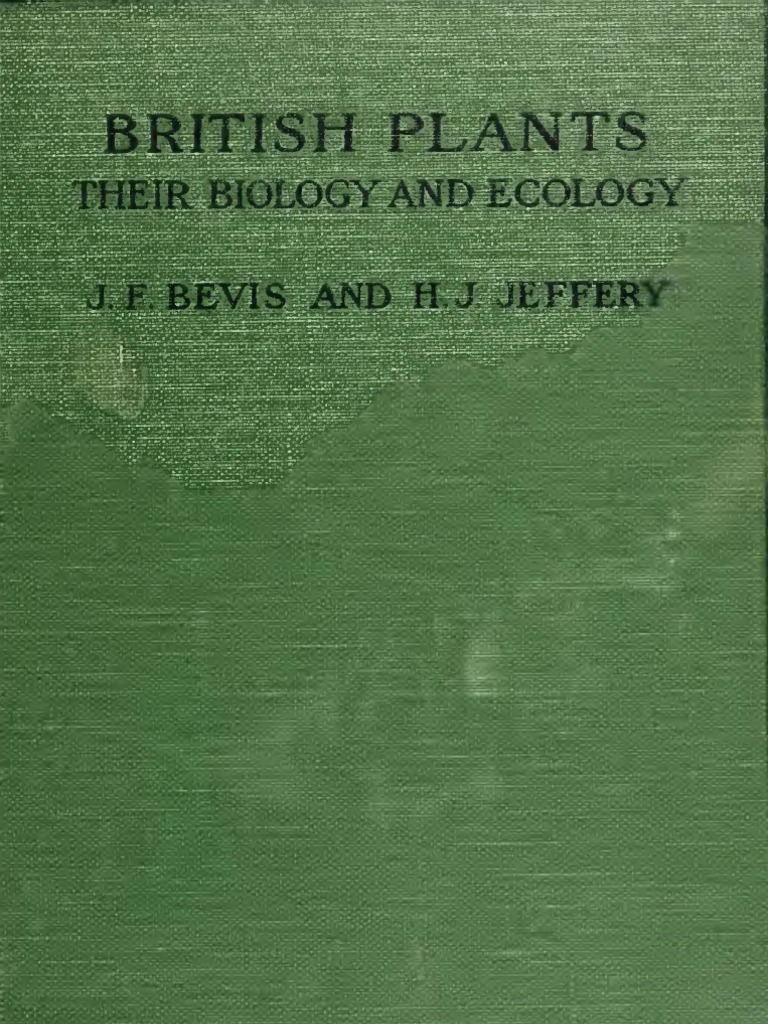 BRITISH PLANTS
THEIR BIOLOGY AND ECOLOGY
J. F. BEVIS AND H. J. JEFFERY